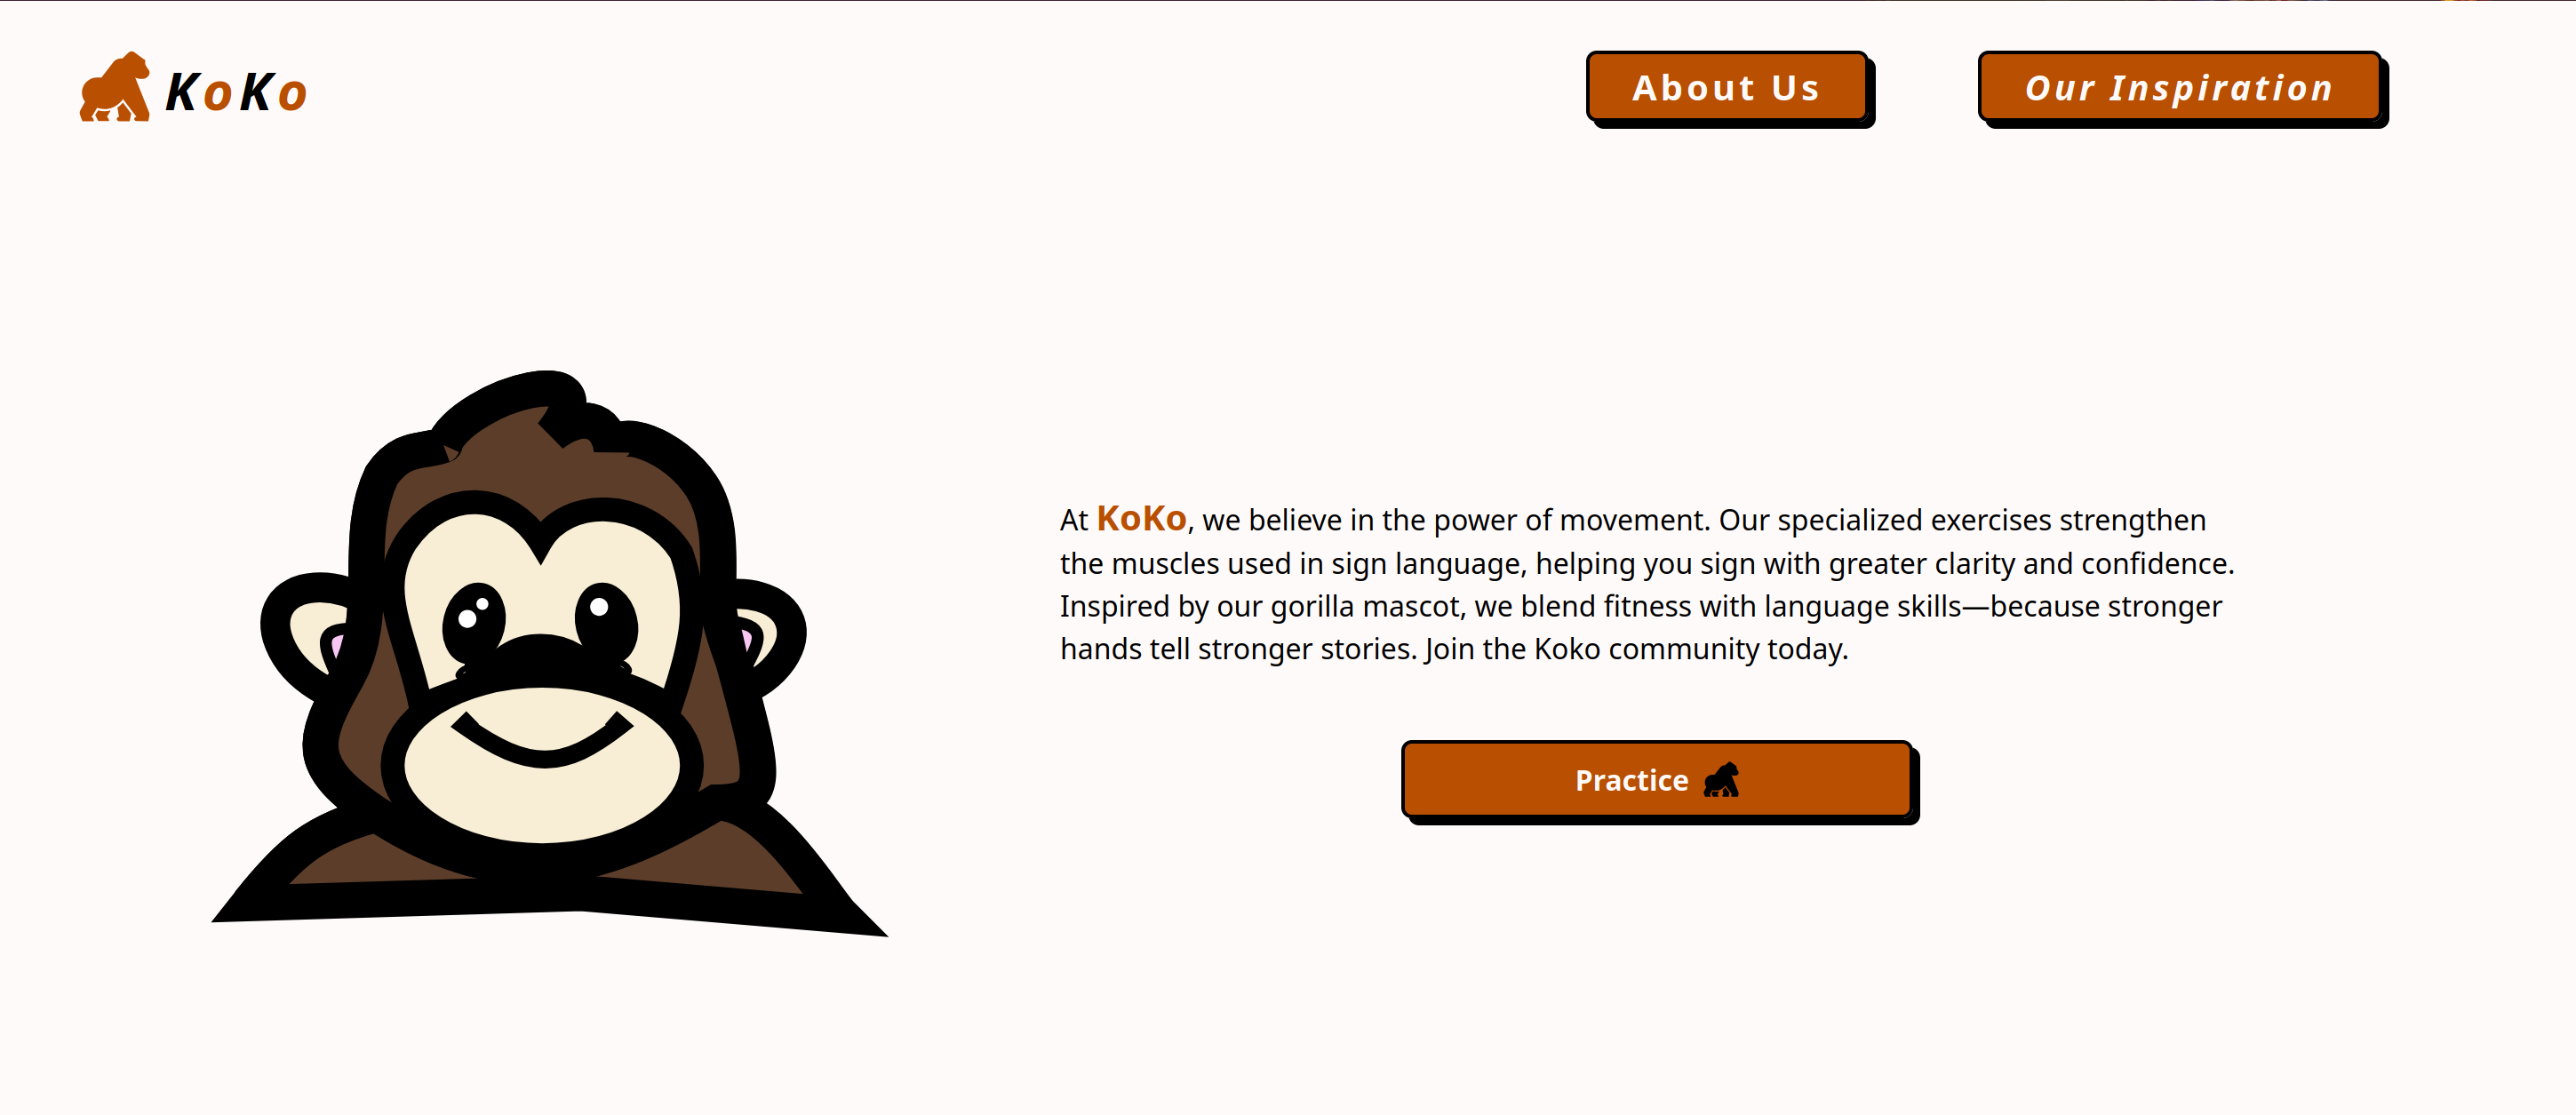 KoKo
About Us
Our Inspiration
At KoKo, we believe in the power of movement. Our specialized exercises strengthen
the muscles used in sign language, helping you sign with greater clarity and confidence.
Inspired by our gorilla mascot, we blend fitness with language skills—because stronger
hands tell stronger stories. Join the Koko community today.
Practice